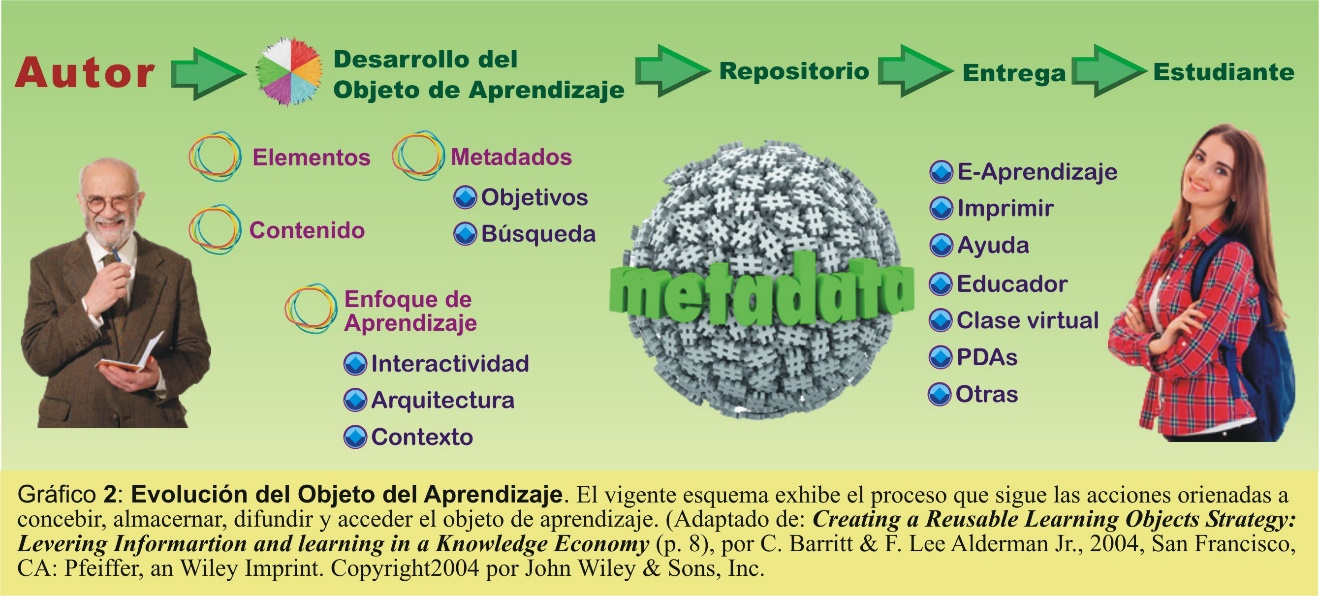 Autor
Desarrollo del
Objeto de Aprendizaje
Repositorio
Entrega
Estudiante
Elementos
Metadados
Objetivos
Búsqueda
Contenido
Enfoque de
Aprendizaje
Interactividad
Arquitectura
Contexto
metadata
E-Aprendizaje
Imprimir
Ayuda
Educador
Clase virtual
PDAs
Otras
Gráfico 2: Evolución del Objeto del Aprendizaje. El vigente esquema exhibe el proceso que sigue las acciones orienadas a
concebir, almacernar, difundir y acceder el objeto de aprendizaje. (Adaptado de: Creating a Reusable Learning Objects Strategy:
Levering Informartion and learning in a Knowledge Economy (p. 8), por C. Barritt & F. Lee Alderman Jr., 2004, San Francisco,
CA: Pfeiffer, an Wiley Imprint. Copyright2004 por John Wiley & Sons, Inc.